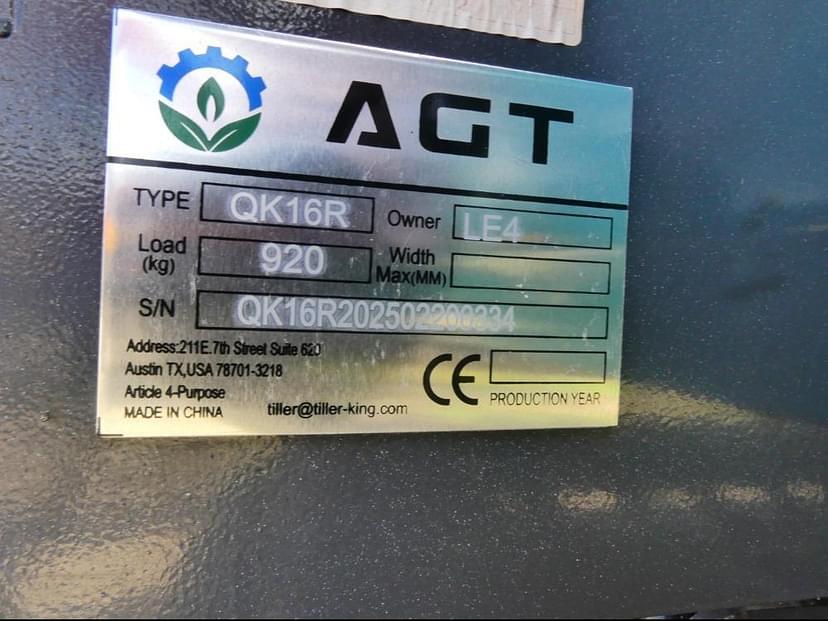 AGT
TYPE QK16R Owner LE4
Load (kg) 920 Width Max(MM)
S/N QK16R202502200334
Address:211E.7th Street Suite 620
Austin TX,USA 78701-3218
Article 4-Purpose
MADE IN CHINA tiller@tiller-king.com
CE PRODUCTION YEAR